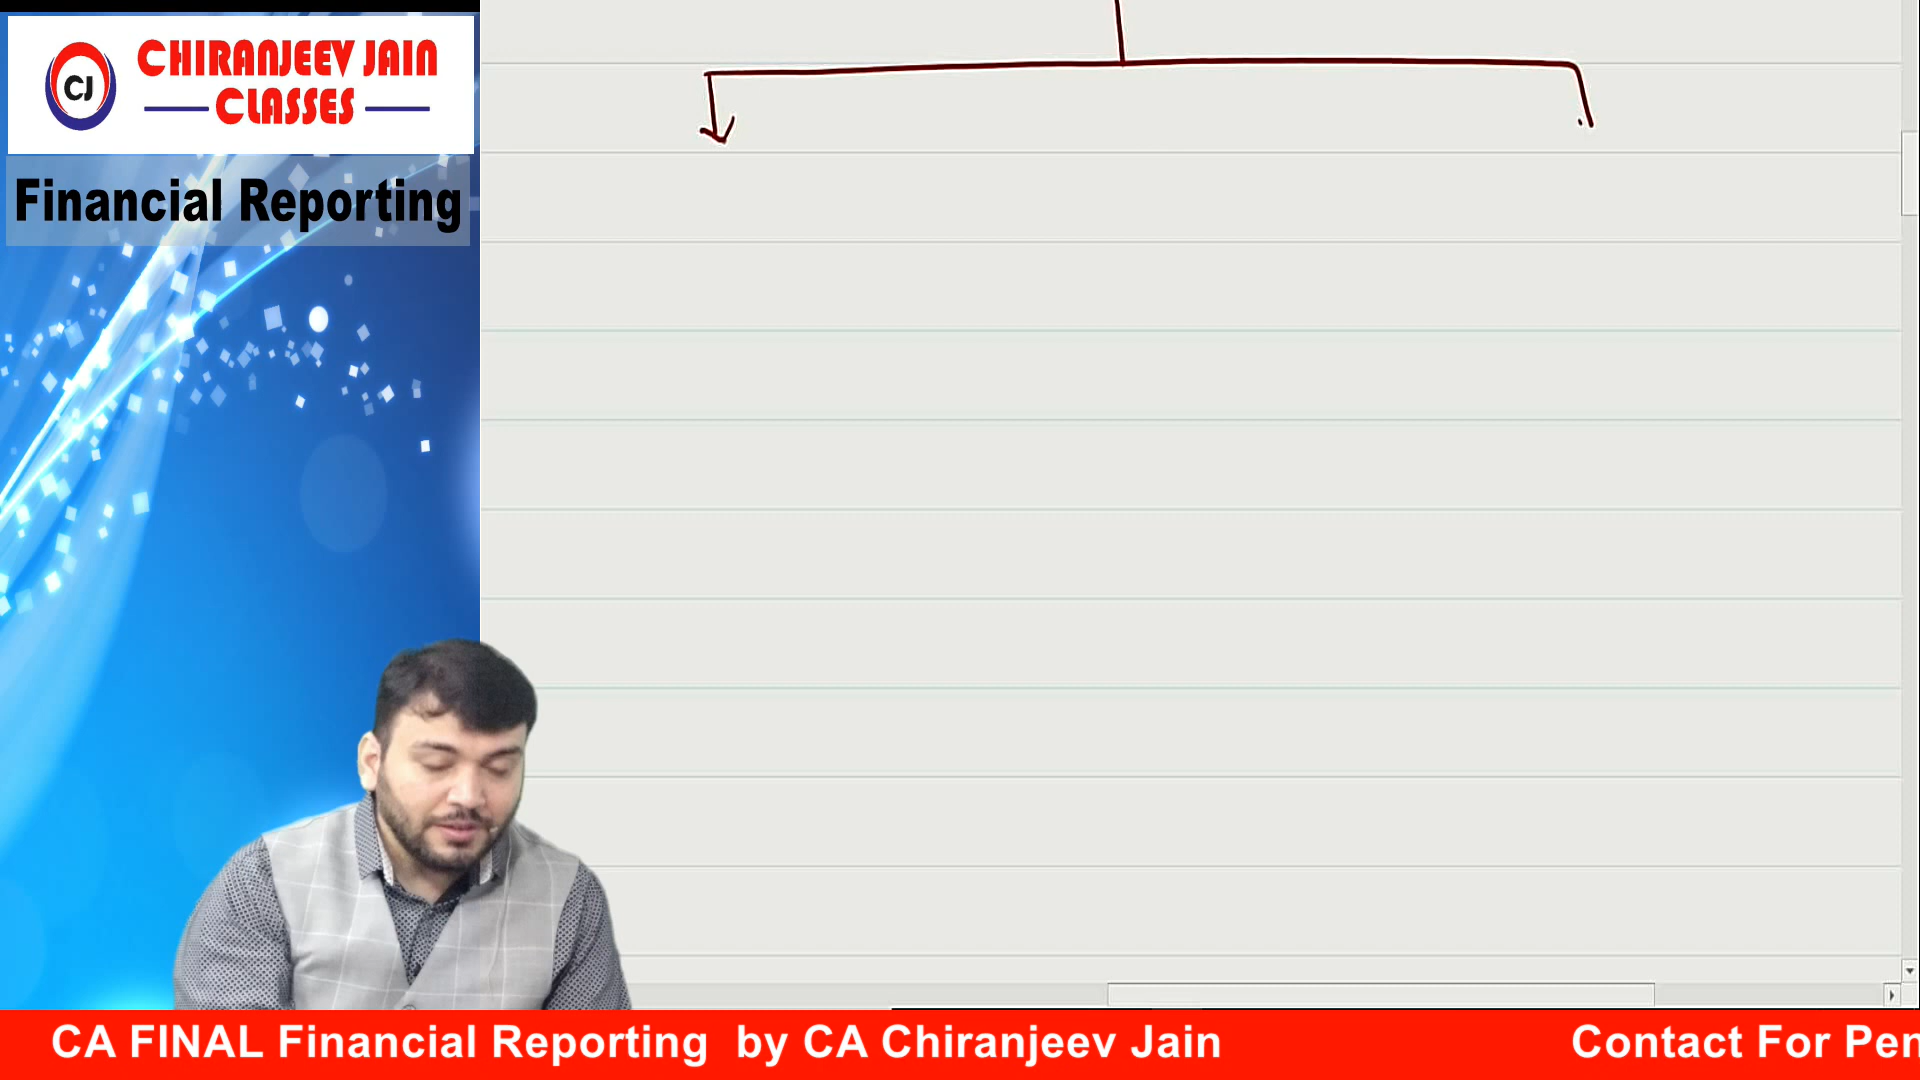 CHIRANJEEV JAIN
CJ
CLASSES
Financial Reporting
CA FINAL Financial Reporting by CA Chiranjeev Jain
Contact For Pen